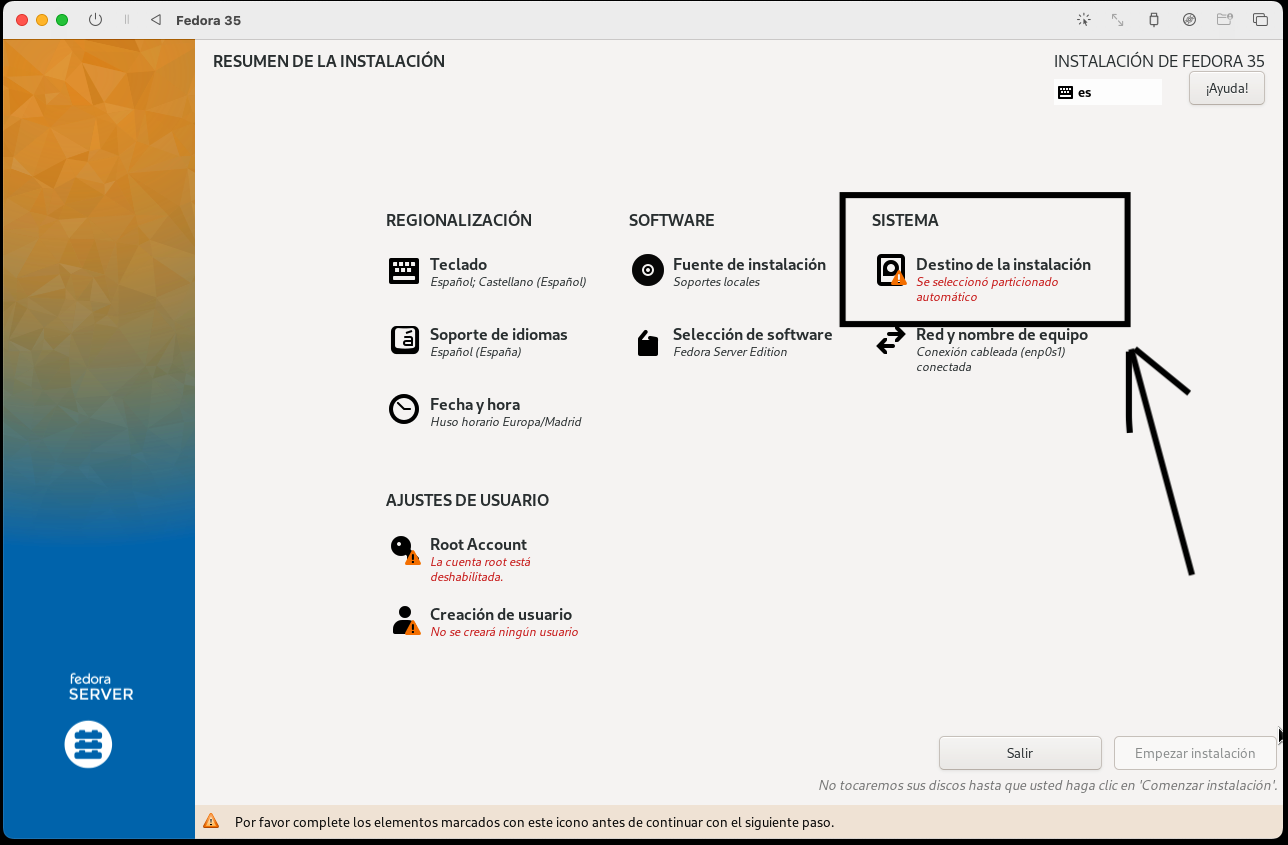 Fedora 35
RESUMEN DE LA INSTALACIÓN
INSTALACIÓN DE FEDORA 35
es
¡Ayuda!
REGIONALIZACIÓN
Teclado
Español; Castellano (Español)
Soporte de idiomas
Español (España)
Fecha y hora
Huso horario Europa/Madrid
SOFTWARE
Fuente de instalación
Soportes locales
Selección de software
Fedora Server Edition
SISTEMA
Destino de la instalación
Se seleccionó particionado
automático
Red y nombre de equipo
Conexión cableada (enp0s1)
conectada
AJUSTES DE USUARIO
Root Account
La cuenta root está
deshabilitada.
Creación de usuario
No se creará ningún usuario
fedora
SERVER
Salir
Empezar instalación
No tocaremos sus discos hasta que usted haga clic en 'Comenzar instalación'.
Por favor complete los elementos marcados con este icono antes de continuar con el siguiente paso.